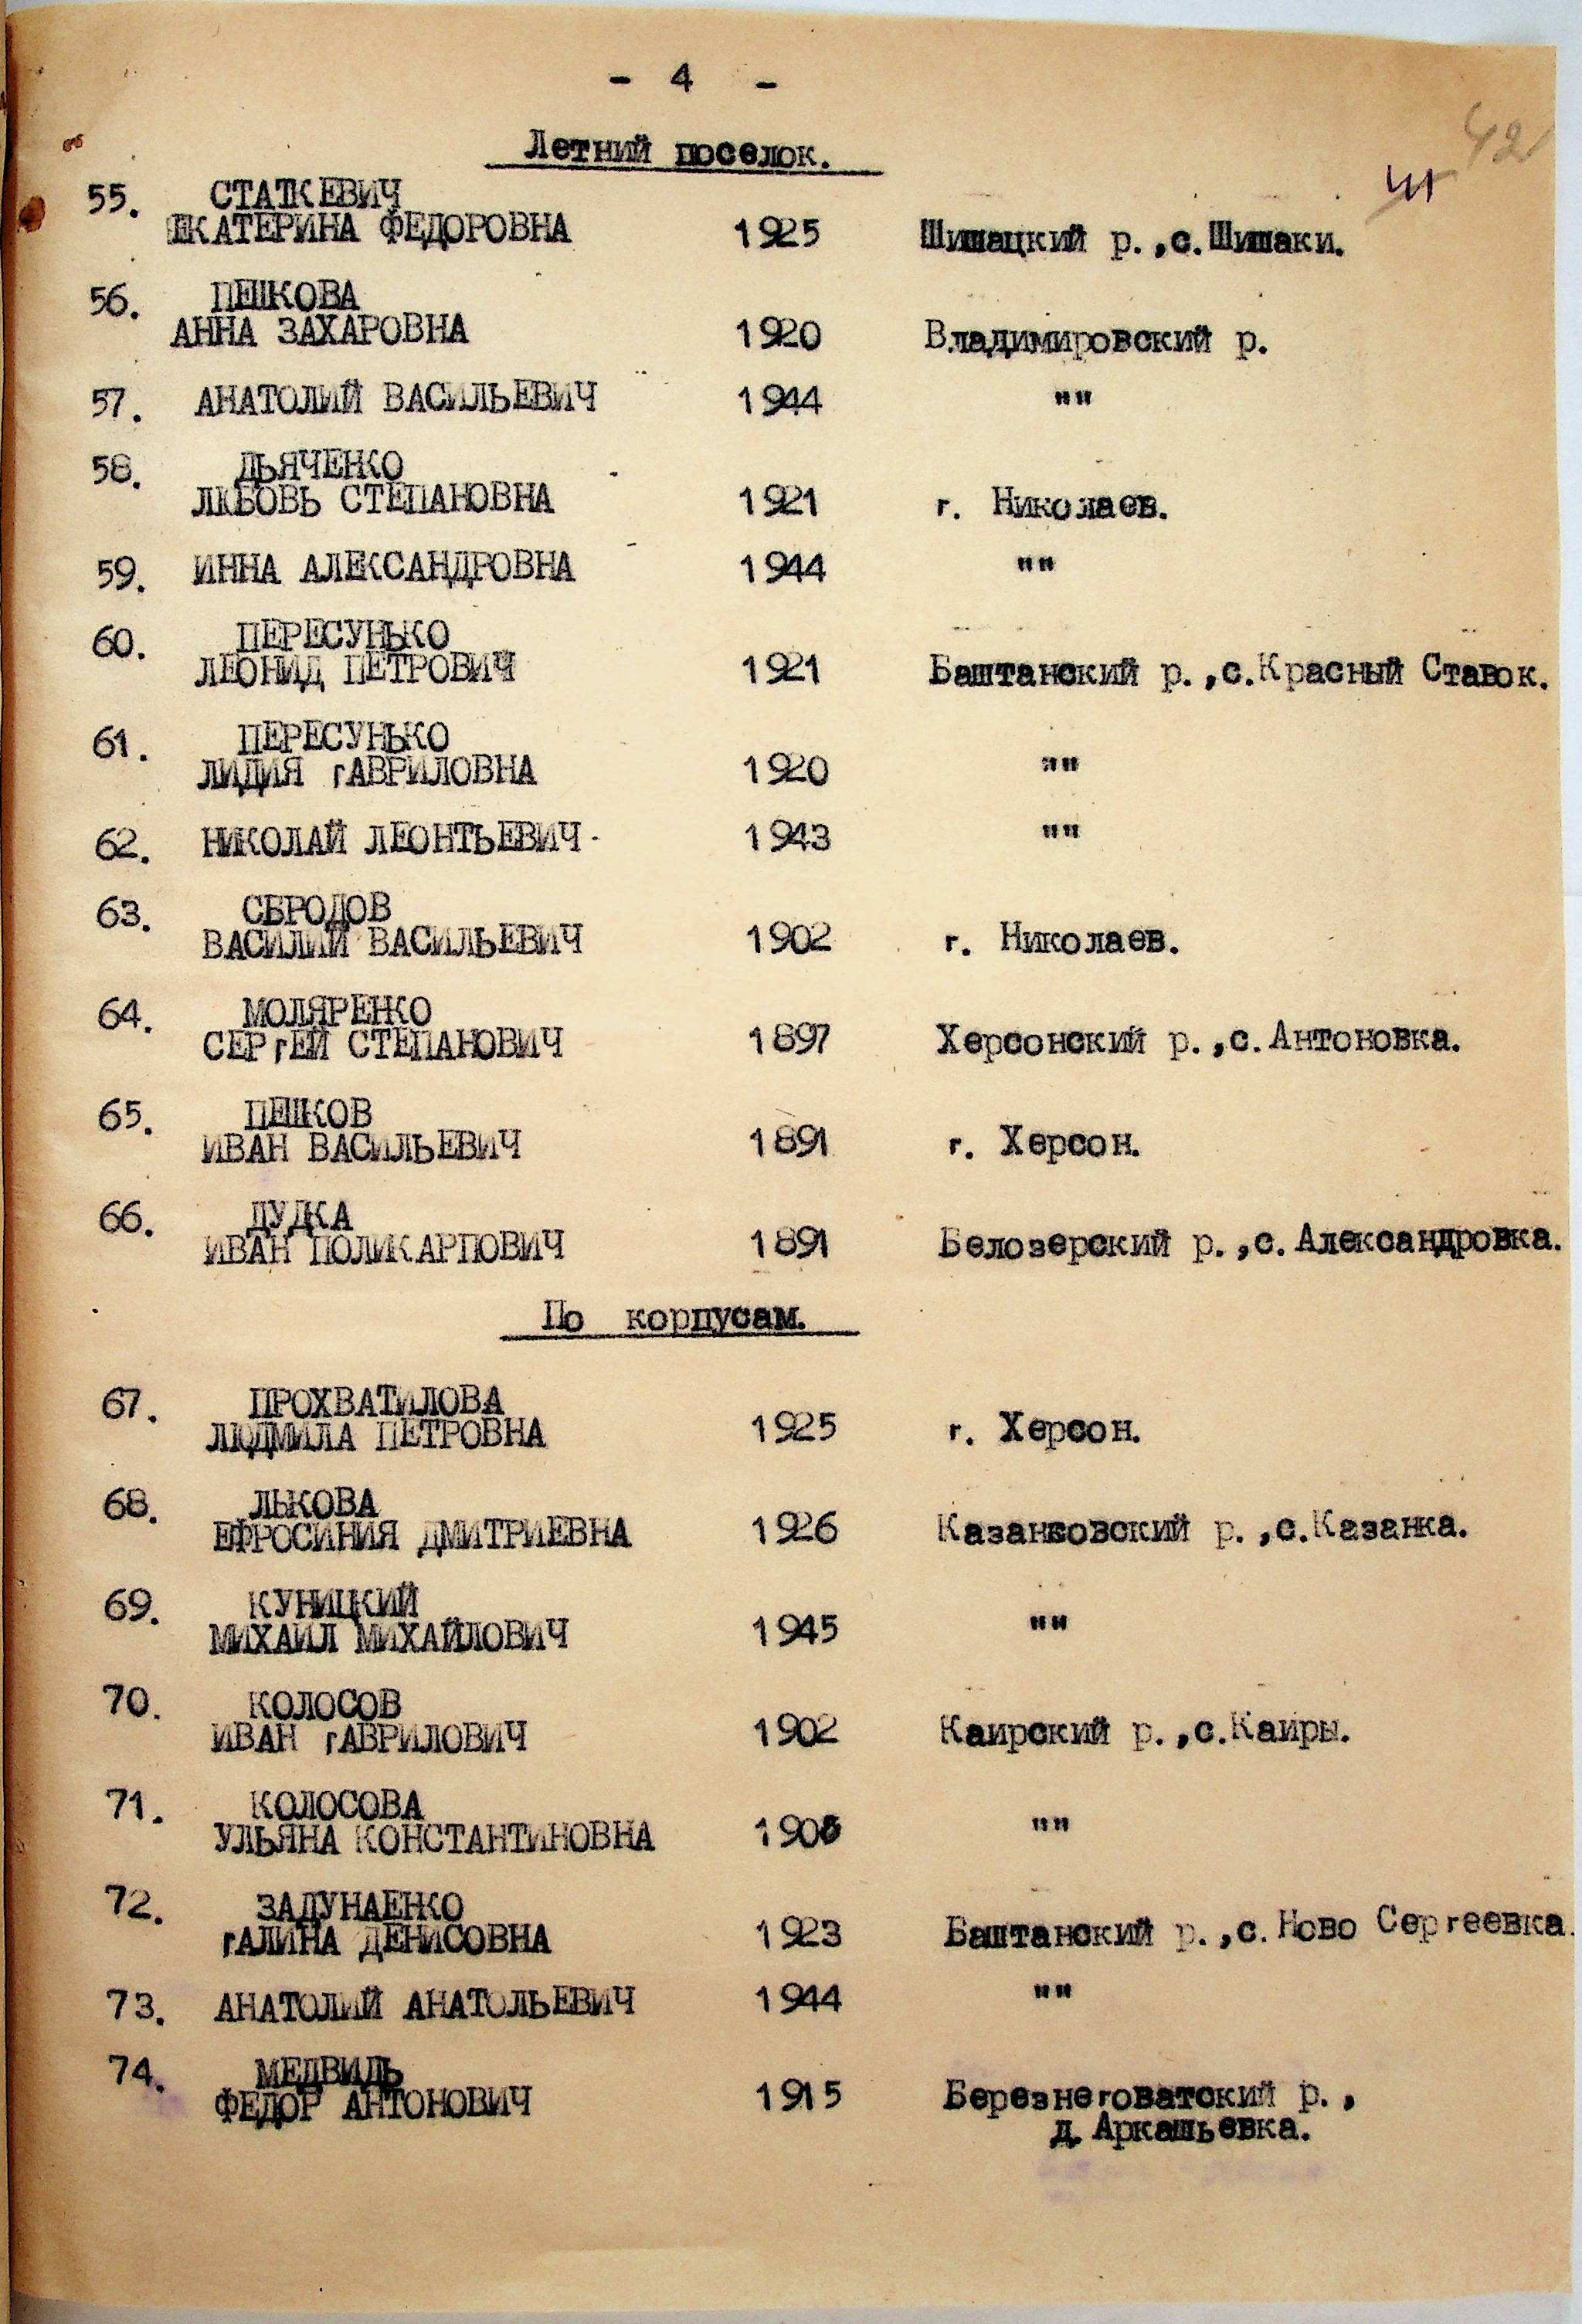 - 4 -
42
41
Летний поселок.
55. СТАТКЕВИЧ
ЕКАТЕРИНА ФЕДОРОВНА 1925 Шишацкий р.,с.Шишаки.
56. ПЕШКОВА
АННА ЗАХАРОВНА 1920 Владимировский р.
57. АНАТОЛИЙ ВАСИЛЬЕВИЧ 1944 ""
58. ДЬЯЧЕНКО
ЛЮБОВЬ СТЕПАНОВНА 1921 г. Николаев.
59. ИННА АЛЕКСАНДРОВНА 1944 ""
60. ПЕРЕСУНЬКО
ЛЕОНИД ПЕТРОВИЧ 1921 Баштанский р.,с.Красный Ставок.
61. ПЕРЕСУНЬКО
ЛИДИЯ гАВРИЛОВНА 1920 ""
62. НИКОЛАЙ ЛЕОНТЬЕВИЧ 1943 ""
63. СБРОДОВ
ВАСИЛИЙ ВАСИЛЬЕВИЧ 1902 г. Николаев.
64. МОЛЯРЕНКО
СЕРгЕЙ СТЕПАНОВИЧ 1897 Херсонский р.,с.Антоновка.
65. ПЕШКОВ
ИВАН ВАСИЛЬЕВИЧ 1891 г. Херсон.
66. ДУДКА
ИВАН ПОЛИКАРПОВИЧ 1891 Белозерский р.,с.Александровка.
По корпусам.
67. ПРОХВАТИЛОВА
ЛЮДМИЛА ПЕТРОВНА 1925 г. Херсон.
68. ЛЬКОВА
ЕФРОСИНИЯ ДМИТРИЕВНА 1926 Казанковский р.,с.Казанка.
69. КУНИЦКИЙ
МИХАИЛ МИХАЙЛОВИЧ 1945 ""
70. КОЛОСОВ
ИВАН гАВРИЛОВИЧ 1902 Каирский р.,с.Каиры.
71. КОЛОСОВА
УЛЬЯНА КОНСТАНТИНОВНА ""
72. ЗАДУНАЕНКО
гАЛИНА ДЕНИСОВНА 1923 Баштанский р.,с.Ново Сергеевка.
73. АНАТОЛИЙ АНАТОЛЬЕВИЧ 1944 ""
74. МЕДВИДЬ
ФЕДОР АНТОНОВИЧ 1915 Березнеговатский р.,
д.Аркашьевка.